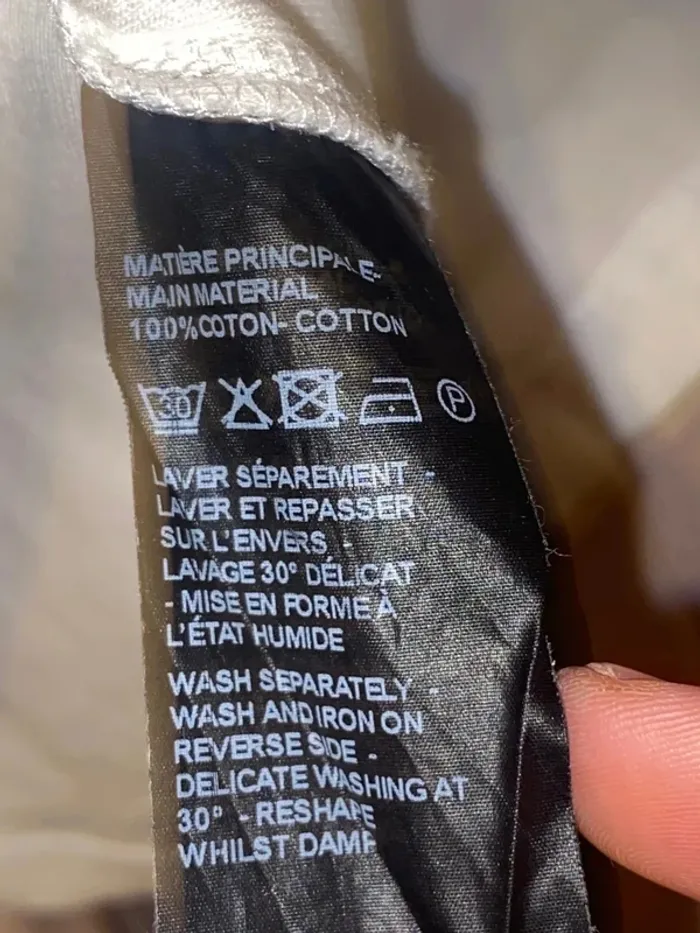 MATIÈRE PRINCIPALE-
MAIN MATERIAL
100% COTON- COTTON
30 P
LAVER SÉPAREMENT -
LAVER ET REPASSER
SUR L'ENVERS -
LAVAGE 30° DÉLICAT
- MISE EN FORME À
L'ÉTAT HUMIDE
WASH SEPARATELY -
WASH AND IRON ON
REVERSE SIDE -
DELICATE WASHING AT
30° - RESHAPE
WHILST DAMP